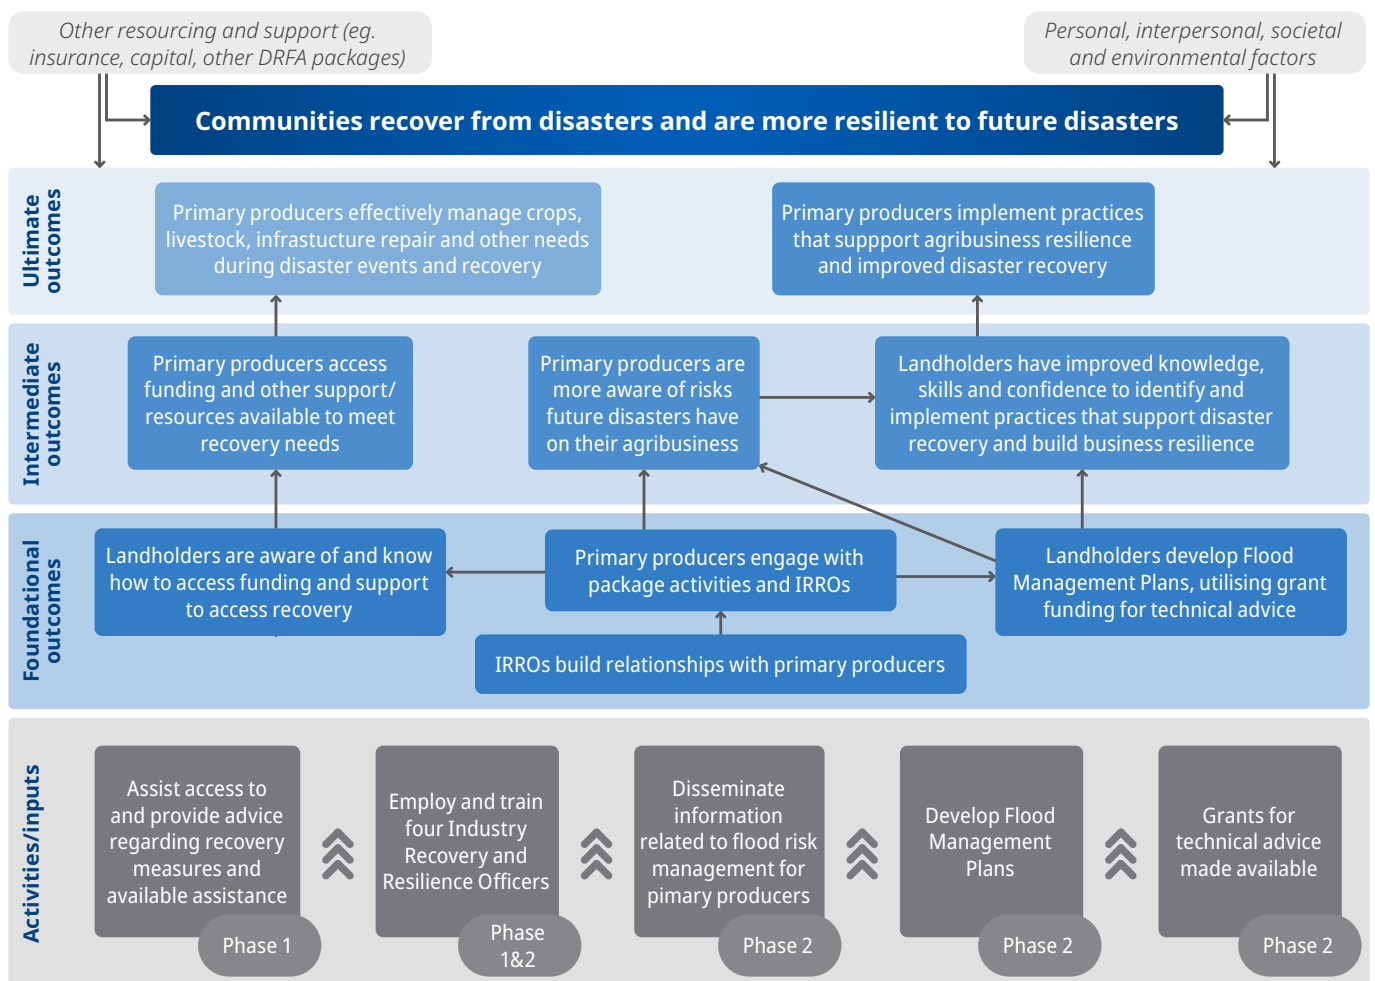 Other resourcing and support (eg.
insurance, capital, other DRFA packages)
Personal, interpersonal, societal
and environmental factors
Communities recover from disasters and are more resilient to future disasters
Ultimate
outcomes
Primary producers effectively manage crops,
livestock, infrastucture repair and other needs
during disaster events and recovery
Primary producers implement practices
that suppport agribusiness resilience
and improved disaster recovery
Intermediate
outcomes
Primary producers access
funding and other support/
resources available to meet
recovery needs
Primary producers are
more aware of risks
future disasters have
on their agribusiness
Landholders have improved knowledge,
skills and confidence to identify and
implement practices that support disaster
recovery and build business resilience
Foundational
outcomes
Landholders are aware of and know
how to access funding and support
to access recovery
Primary producers engage with
package activities and IRROs
Landholders develop Flood
Management Plans, utilising grant
funding for technical advice
IRROs build relationships with primary producers
Activities/inputs
Assist access to
and provide advice
regarding recovery
measures and
available assistance
Phase 1
Employ and train
four Industry
Recovery and
Resilience Officers
Phase
1&2
Disseminate
information
related to flood risk
management for
pimary producers
Phase 2
Develop Flood
Management
Plans
Phase 2
Grants for
technical advice
made available
Phase 2